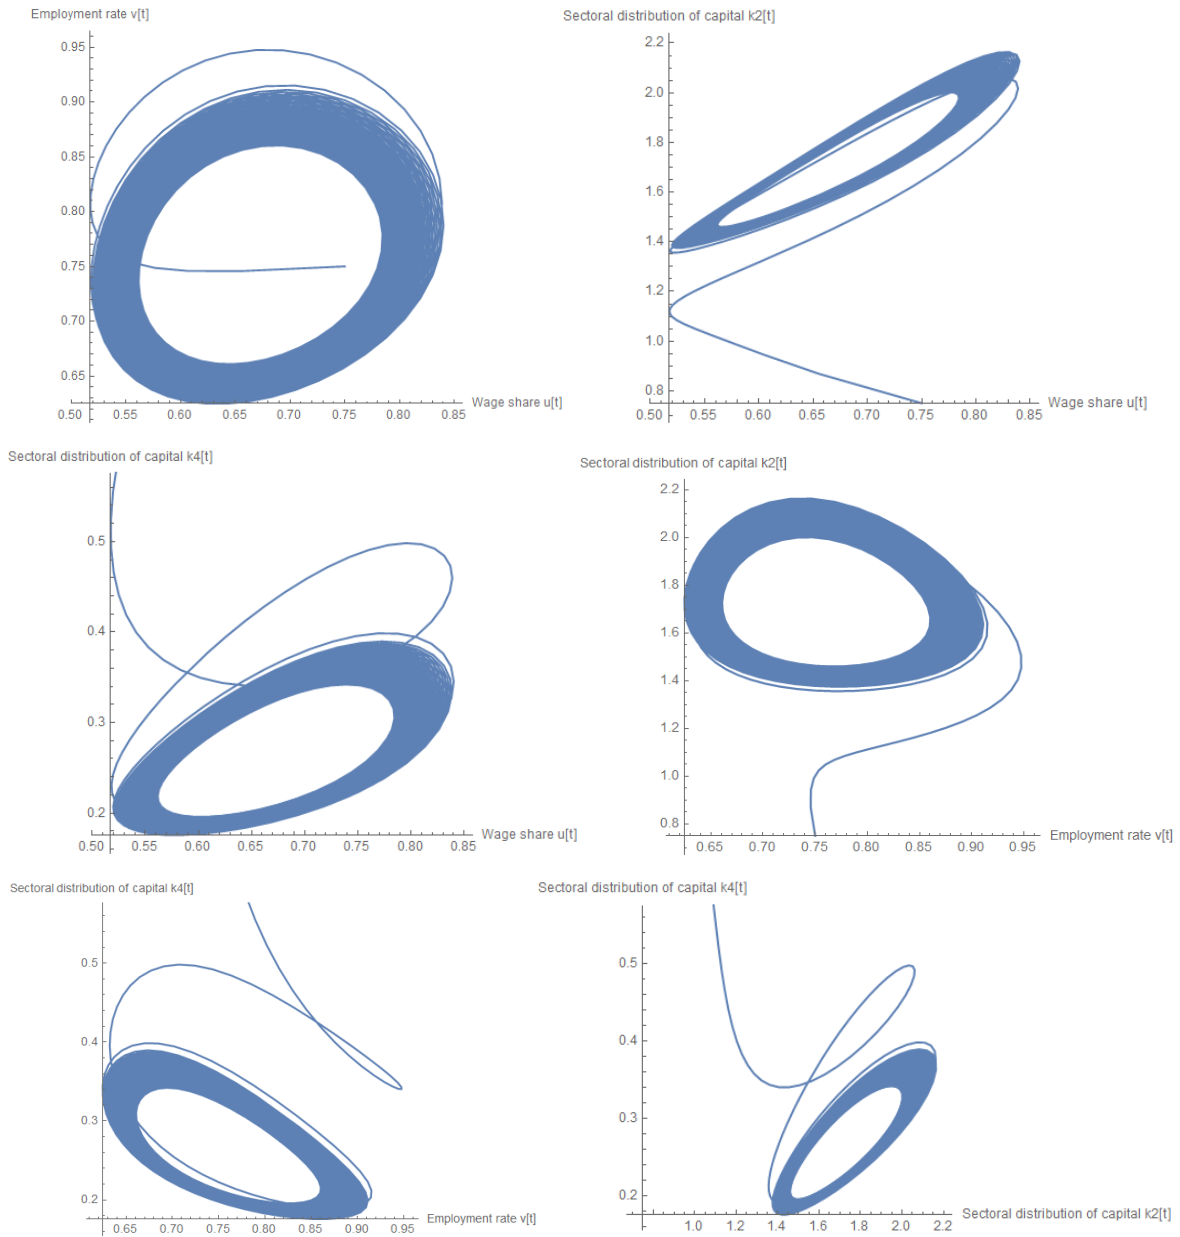 Employment rate v[t]
0.95
0.90
0.85
0.80
0.75
0.70
0.65
0.50 0.55 0.60 0.65 0.70 0.75 0.80 0.85
Wage share u[t]
Sectoral distribution of capital k2[t]
2.2
2.0
1.8
1.6
1.4
1.2
1.0
0.8
0.50 0.55 0.60 0.65 0.70 0.75 0.80 0.85
Wage share u[t]
Sectoral distribution of capital k4[t]
0.5
0.4
0.3
0.2
0.50 0.55 0.60 0.65 0.70 0.75 0.80 0.85
Wage share u[t]
Sectoral distribution of capital k2[t]
2.2
2.0
1.8
1.6
1.4
1.2
1.0
0.8
0.65 0.70 0.75 0.80 0.85 0.90 0.95
Employment rate v[t]
Sectoral distribution of capital k4[t]
0.5
0.4
0.3
0.2
0.65 0.70 0.75 0.80 0.85 0.90 0.95
Employment rate v[t]
Sectoral distribution of capital k4[t]
0.5
0.4
0.3
0.2
1.0 1.2 1.4 1.6 1.8 2.0 2.2
Sectoral distribution of capital k2[t]